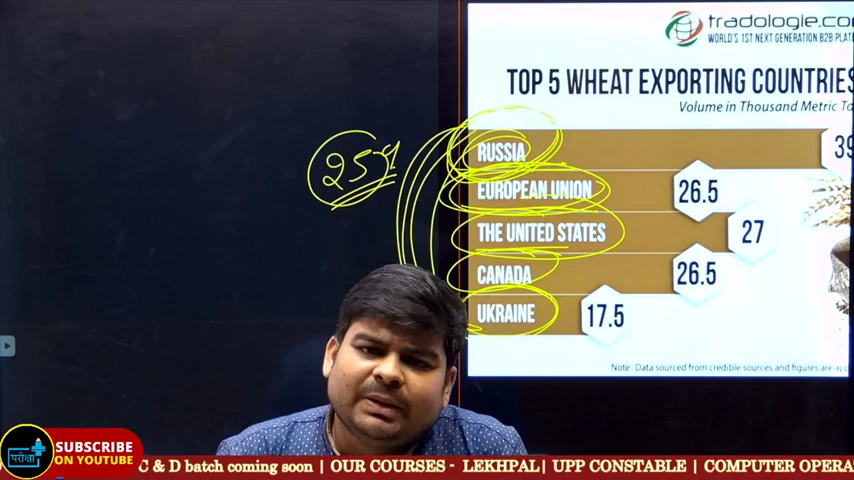 tradologie.co
WORLD'S 1ST NEXT GENERATION B2B PLAT
TOP 5 WHEAT EXPORTING COUNTRIES
Volume in Thousand Metric To
RUSSIA 39
EUROPEAN UNION 26.5
THE UNITED STATES 27
CANADA 26.5
UKRAINE 17.5
Note Data sourced from credible sources and figures are app
परीक्षा
SUBSCRIBE
ON YOUTUBE
C & D batch coming soon | OUR COURSES - LEKHPAL| UPP CONSTABLE | COMPUTER OPERA